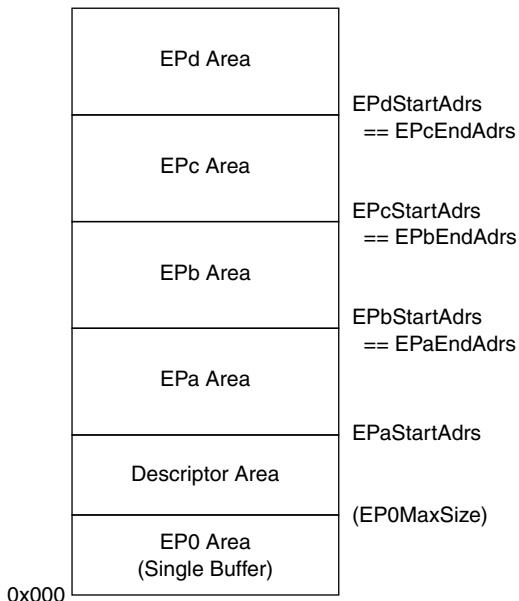 EPd Area
EPdStartAdrs
== EPcEndAdrs
EPc Area
EPcStartAdrs
== EPbEndAdrs
EPb Area
EPbStartAdrs
== EPaEndAdrs
EPa Area
EPaStartAdrs
Descriptor Area
(EP0MaxSize)
EP0 Area
(Single Buffer)
0x000